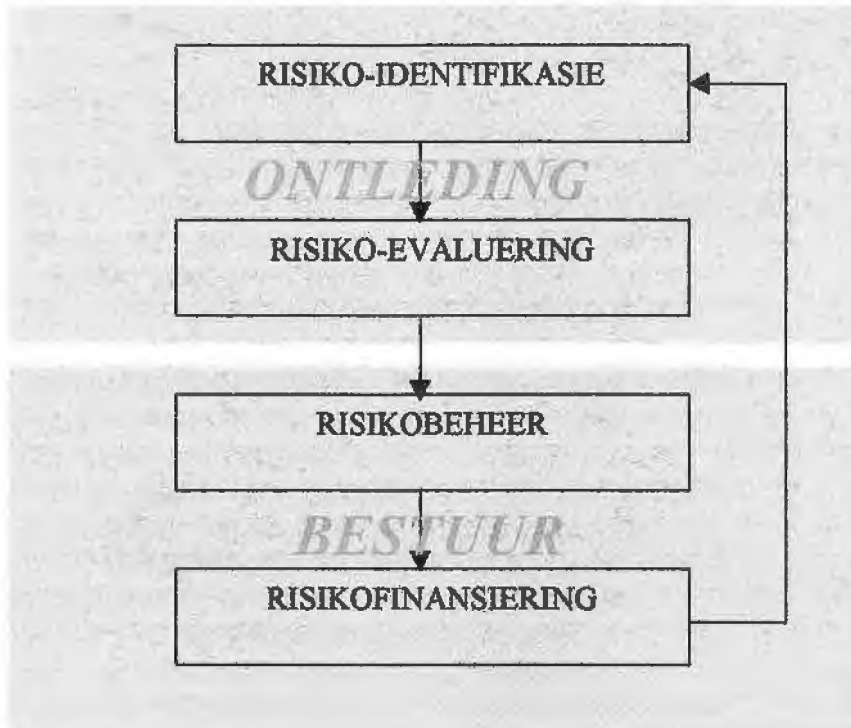 RISIKO-IDENTIFIKASIE
ONTLEDING
RISIKO-EVALUERING
RISIKOBEHEER
BESTUUR
RISIKOFINANSIERING